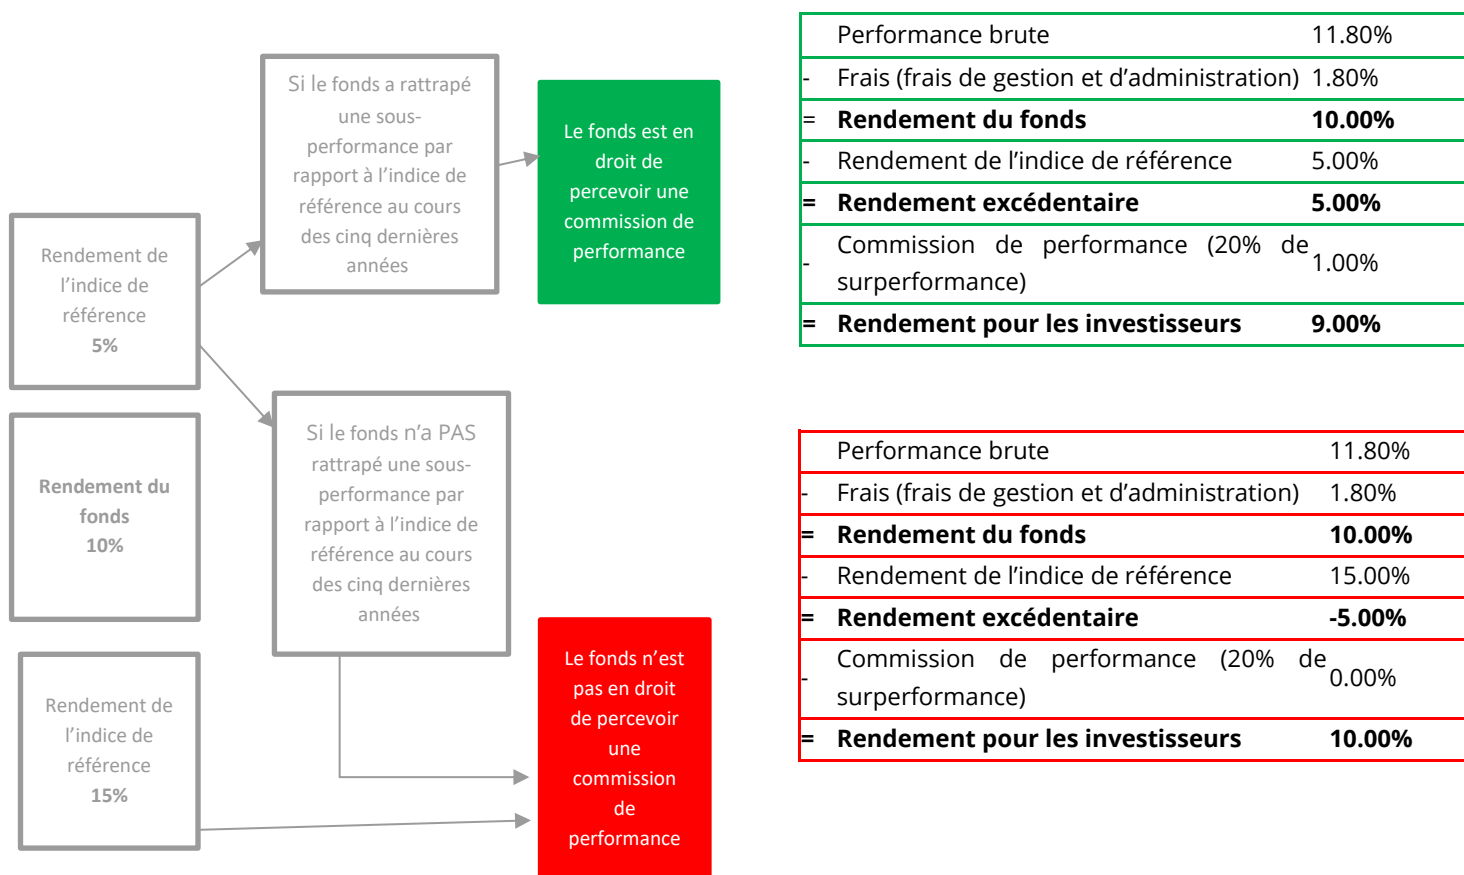 Rendement de
l’indice de
référence
5%
Rendement du
fonds
10%
Rendement de
l’indice de
référence
15%
Si le fonds a rattrapé
une sous-
performance par
rapport à l’indice de
référence au cours
des cinq dernières
années
Si le fonds n’a PAS
rattrapé une sous-
performance par
rapport à l’indice de
référence au cours
des cinq dernières
années
Le fonds est en
droit de
percevoir une
commission de
performance
Le fonds n’est
pas en droit
de percevoir
une
commission
de
performance
Performance brute 11.80%
- Frais (frais de gestion et d’administration) 1.80%
= Rendement du fonds 10.00%
- Rendement de l’indice de référence 5.00%
= Rendement excédentaire 5.00%
- Commission de performance (20% de
surperformance) 1.00%
= Rendement pour les investisseurs 9.00%
Performance brute 11.80%
- Frais (frais de gestion et d’administration) 1.80%
= Rendement du fonds 10.00%
- Rendement de l’indice de référence 15.00%
= Rendement excédentaire -5.00%
- Commission de performance (20% de
surperformance) 0.00%
= Rendement pour les investisseurs 10.00%